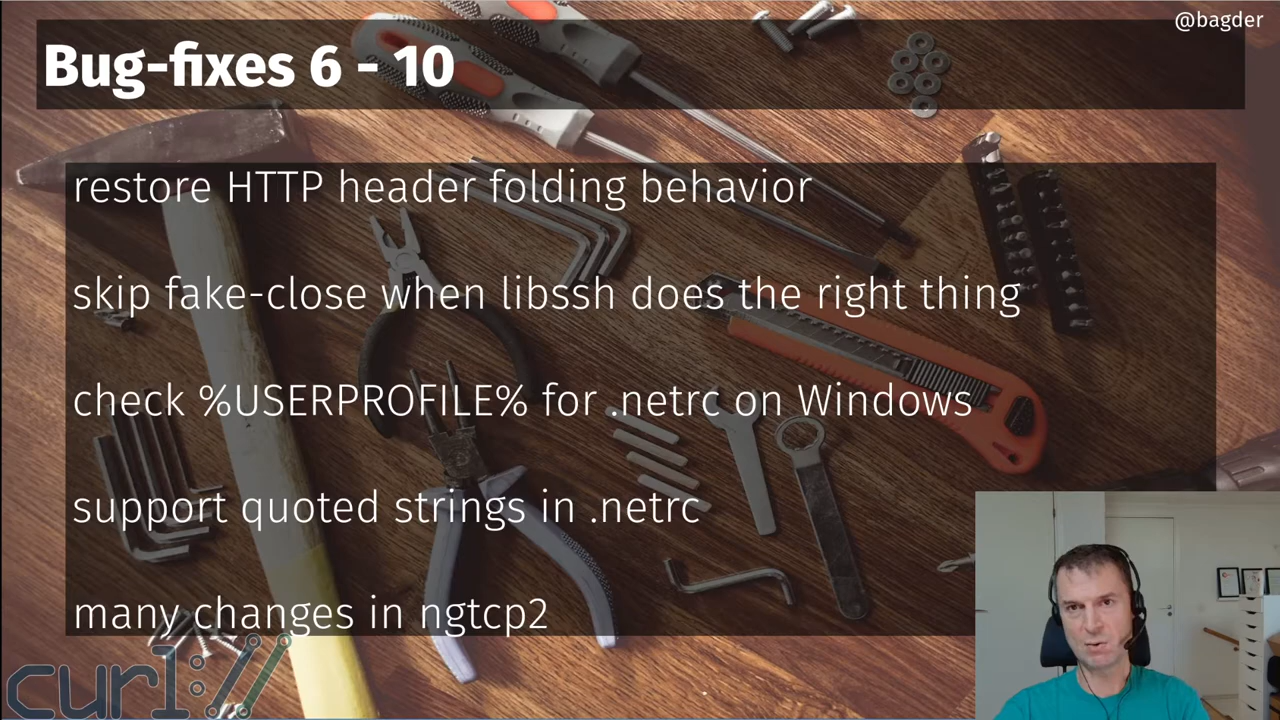 @bagder
Bug-fixes 6 - 10
restore HTTP header folding behavior
skip fake-close when libssh does the right thing
check %USERPROFILE% for .netrc on Windows
support quoted strings in .netrc
many changes in ngtcp2
curl://